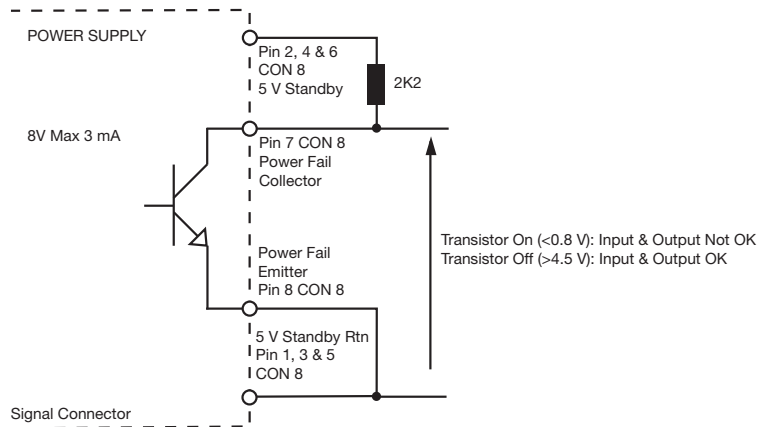 POWER SUPPLY
Pin 2, 4 & 6
CON 8
5 V Standby
2K2
8V Max 3 mA
Pin 7 CON 8
Power Fail
Collector
Transistor On (<0.8 V): Input & Output Not OK
Transistor Off (>4.5 V): Input & Output OK
Power Fail
Emitter
Pin 8 CON 8
5 V Standby Rtn
Pin 1, 3 & 5
CON 8
Signal Connector